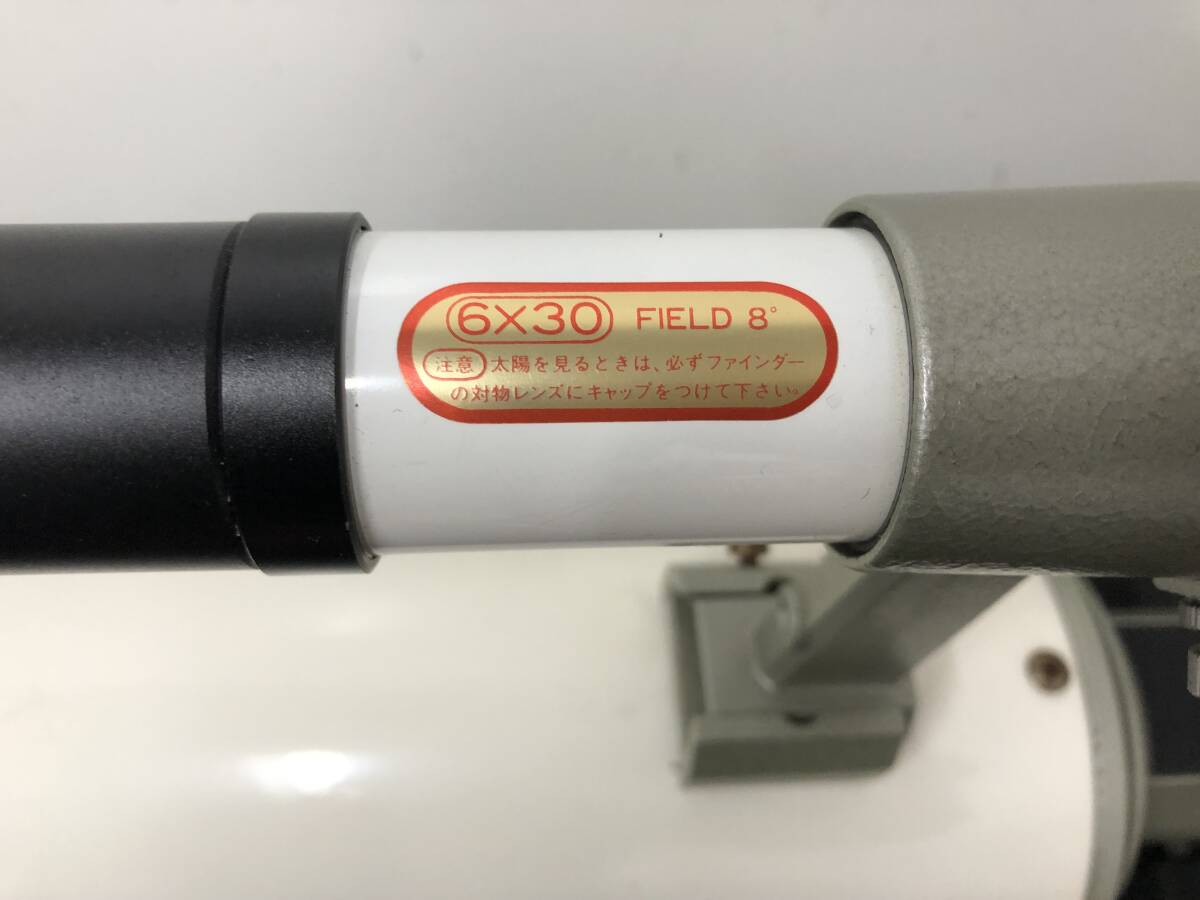 6×30 FIELD 8°
注意 太陽を見るときは、必ずファインダー
の対物レンズにキャップをつけて下さい。